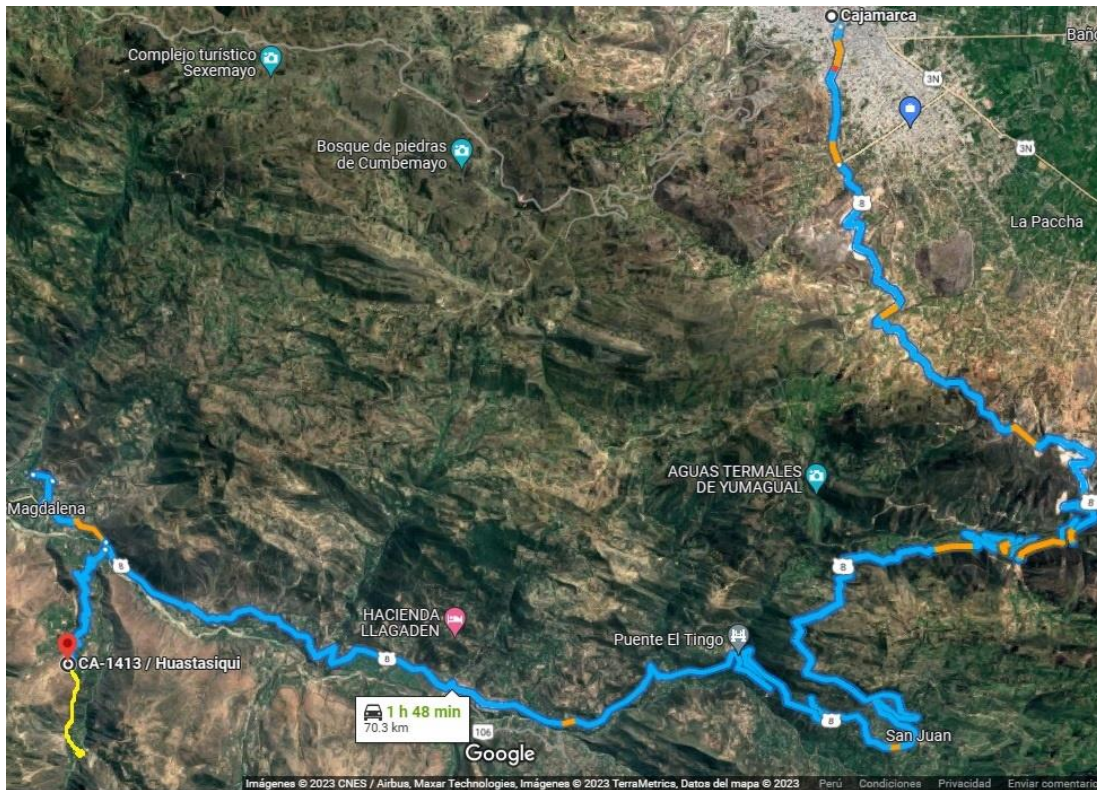 Cajamarca
Complejo turístico
Sexemayo
3N
Bosque de piedras
de Cumbemayo
3N
8
La Paccha
AGUAS TERMALES
DE YUMAGUAL
8
Magdalena
8
8
HACIENDA
LLAGADEN
Puente El Tingo
8
CA-1413 / Huastasiqui
1 h 48 min
70.3 km
106
8
San Juan
Google
Imágenes © 2023 CNES / Airbus, Maxar Technologies, Imágenes © 2023 TerraMetrics, Datos del mapa © 2023 Perú Condiciones Privacidad Enviar comentario